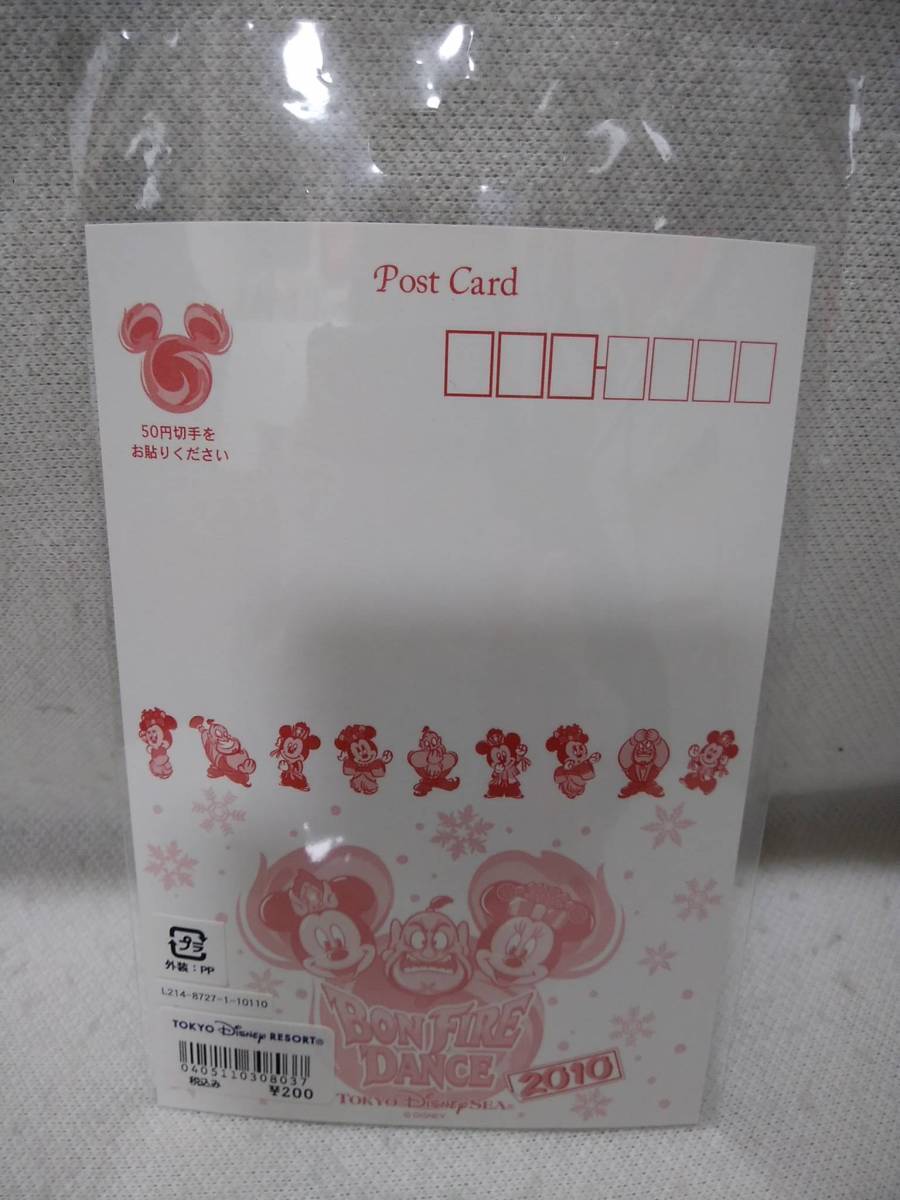 Post Card
50円切手を
お貼りください
プラ
外装：PP
L214-8727-1-10110
TOKYO Disney RESORT®
0405110308037
税込み
¥200
BON FIRE
DANCE
2010
TOKYO DISNEYSEA®
© DISNEY